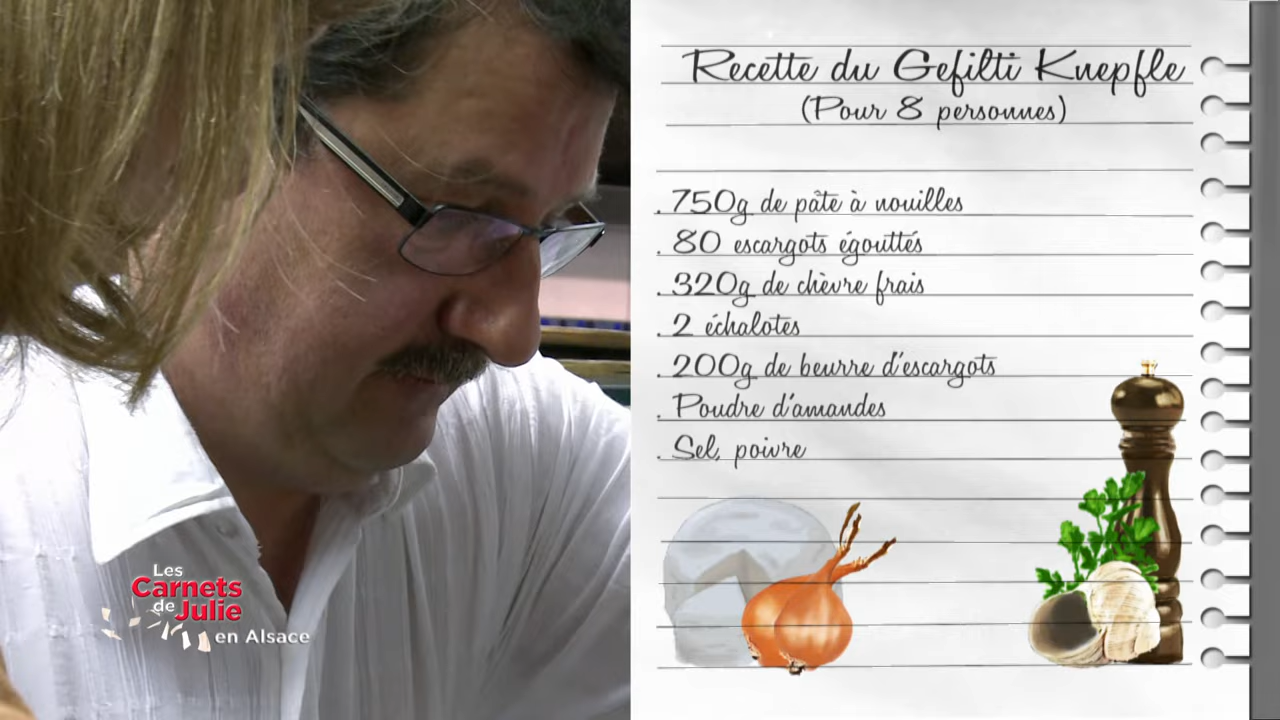 Recette du Gefilti Knepfle
(Pour 8 personnes)
. 750g de pâte à nouilles
. 80 escargots égouttés
. 320g de chèvre frais
. 2 échalotes
. 200g de beurre d'escargots
. Poudre d'amandes
. Sel, poivre
Les
Carnets
de Julie
en Alsace